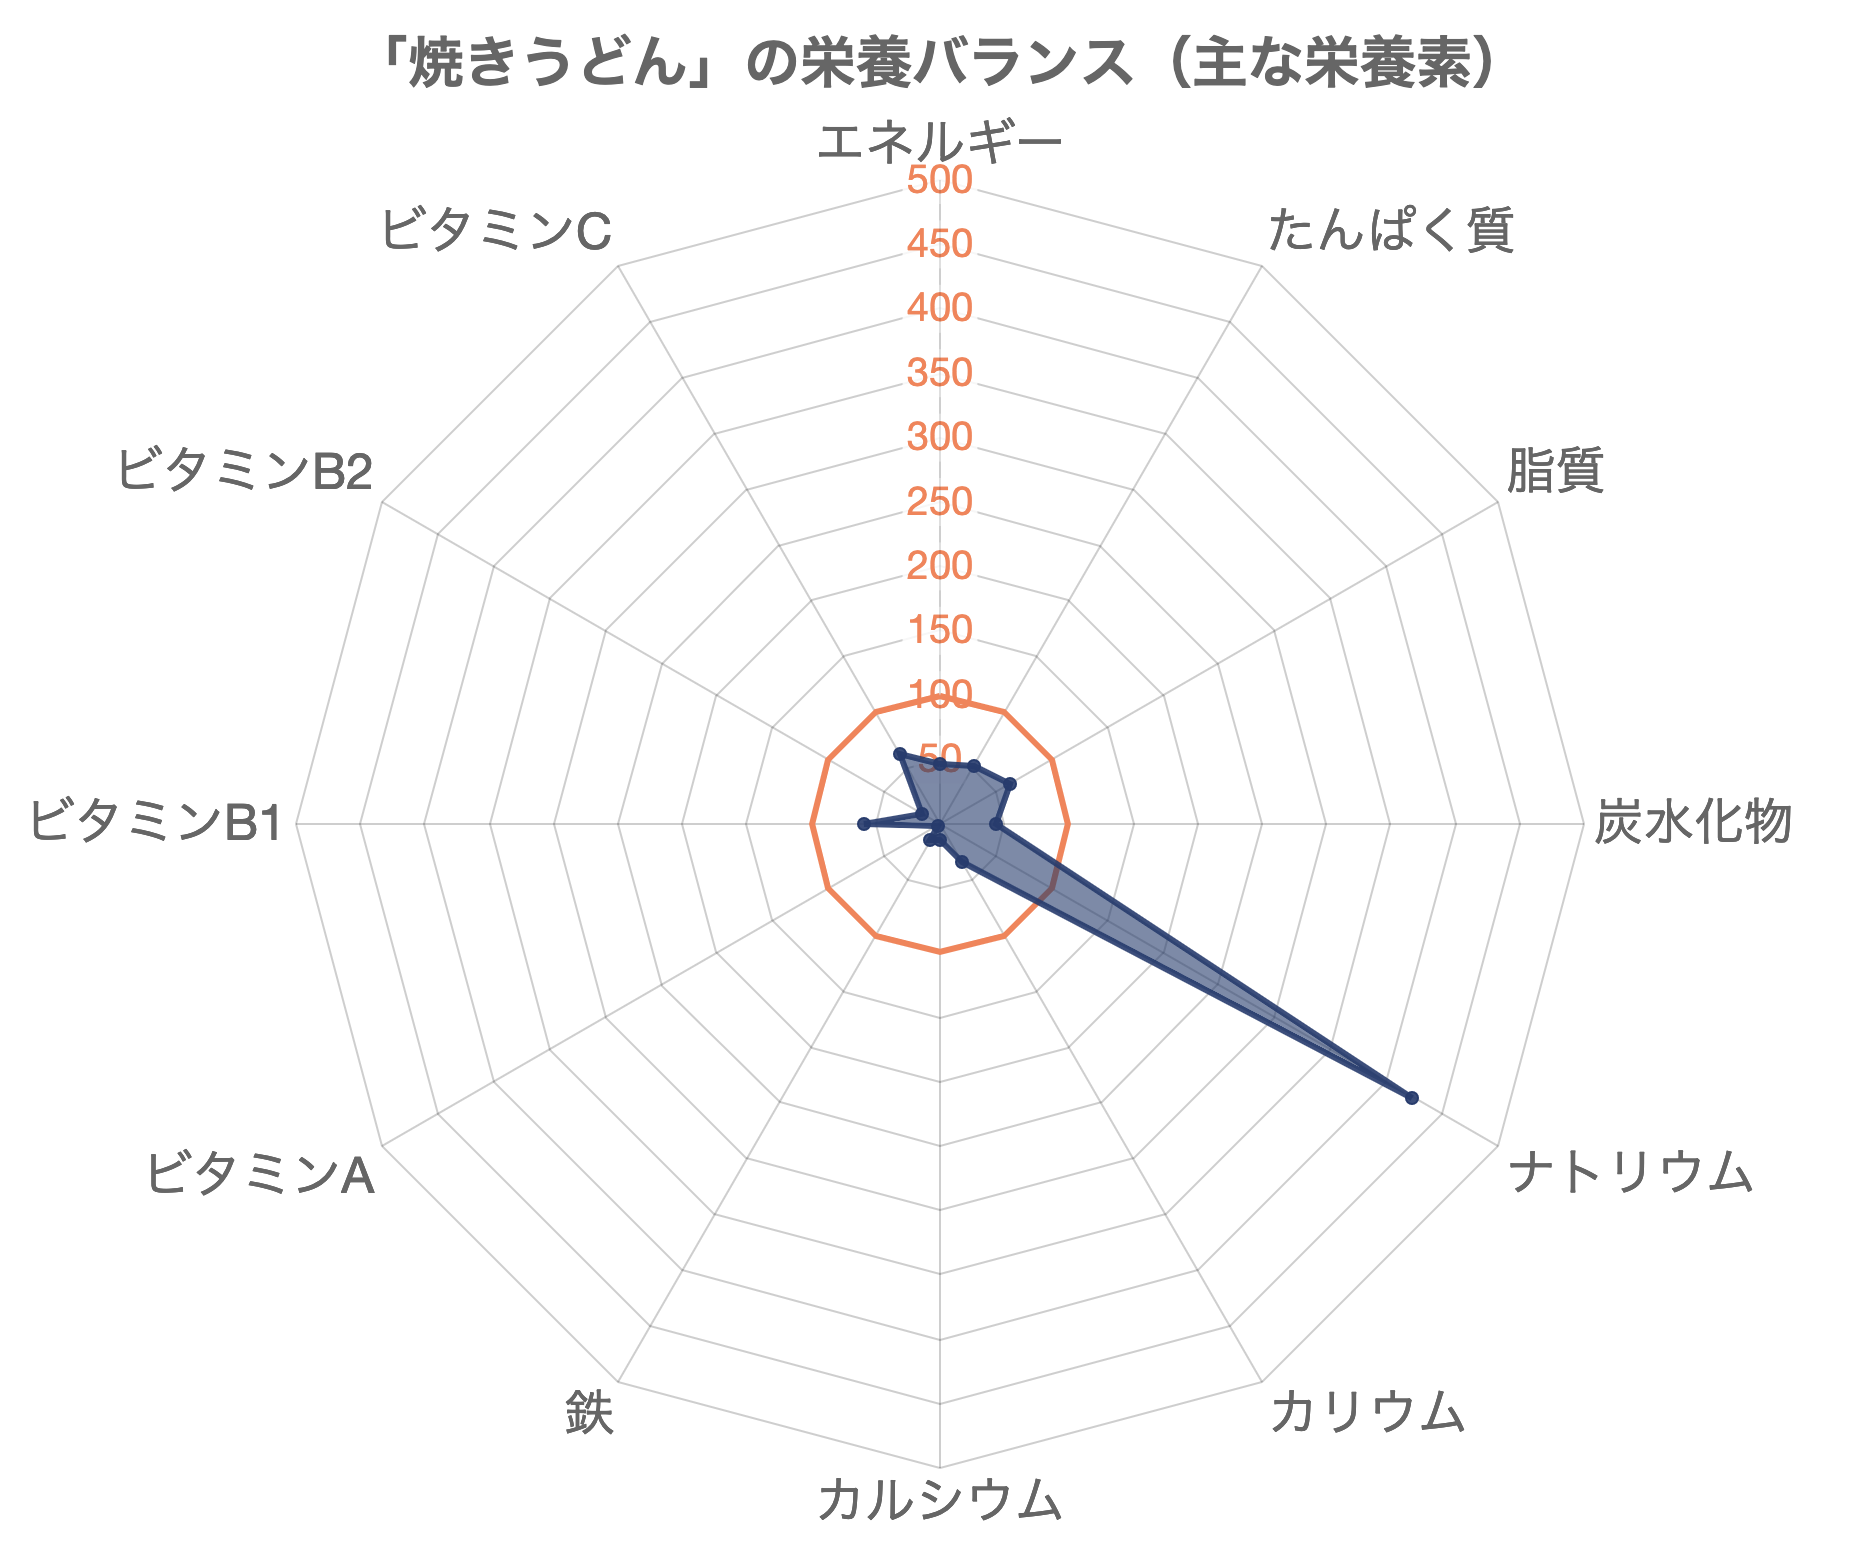 「焼きうどん」の栄養バランス（主な栄養素）
エネルギー
たんぱく質
脂質
炭水化物
ナトリウム
カリウム
カルシウム
鉄
ビタミンA
ビタミンB1
ビタミンB2
ビタミンC
500
450
400
350
300
250
200
150
100
50